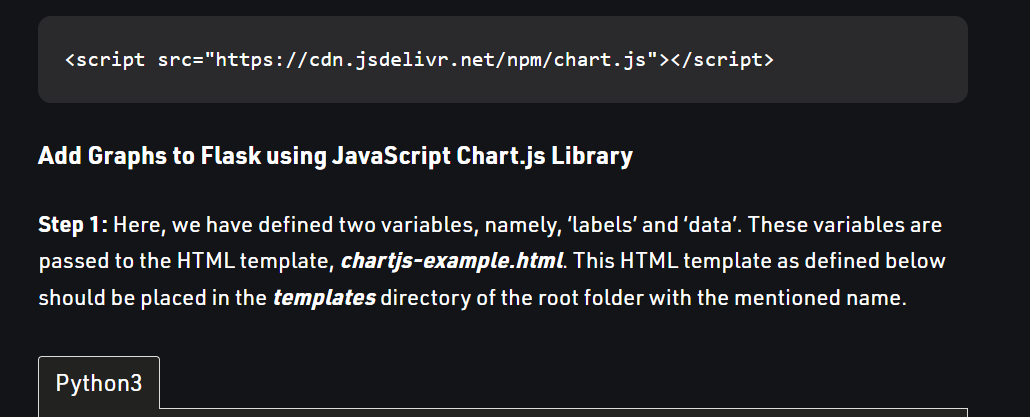 <script src="https://cdn.jsdelivr.net/npm/chart.js"></script>
Add Graphs to Flask using JavaScript Chart.js Library
Step 1: Here, we have defined two variables, namely, ‘labels’ and ‘data’. These variables are
passed to the HTML template, chartjs-example.html. This HTML template as defined below
should be placed in the templates directory of the root folder with the mentioned name.
Python3